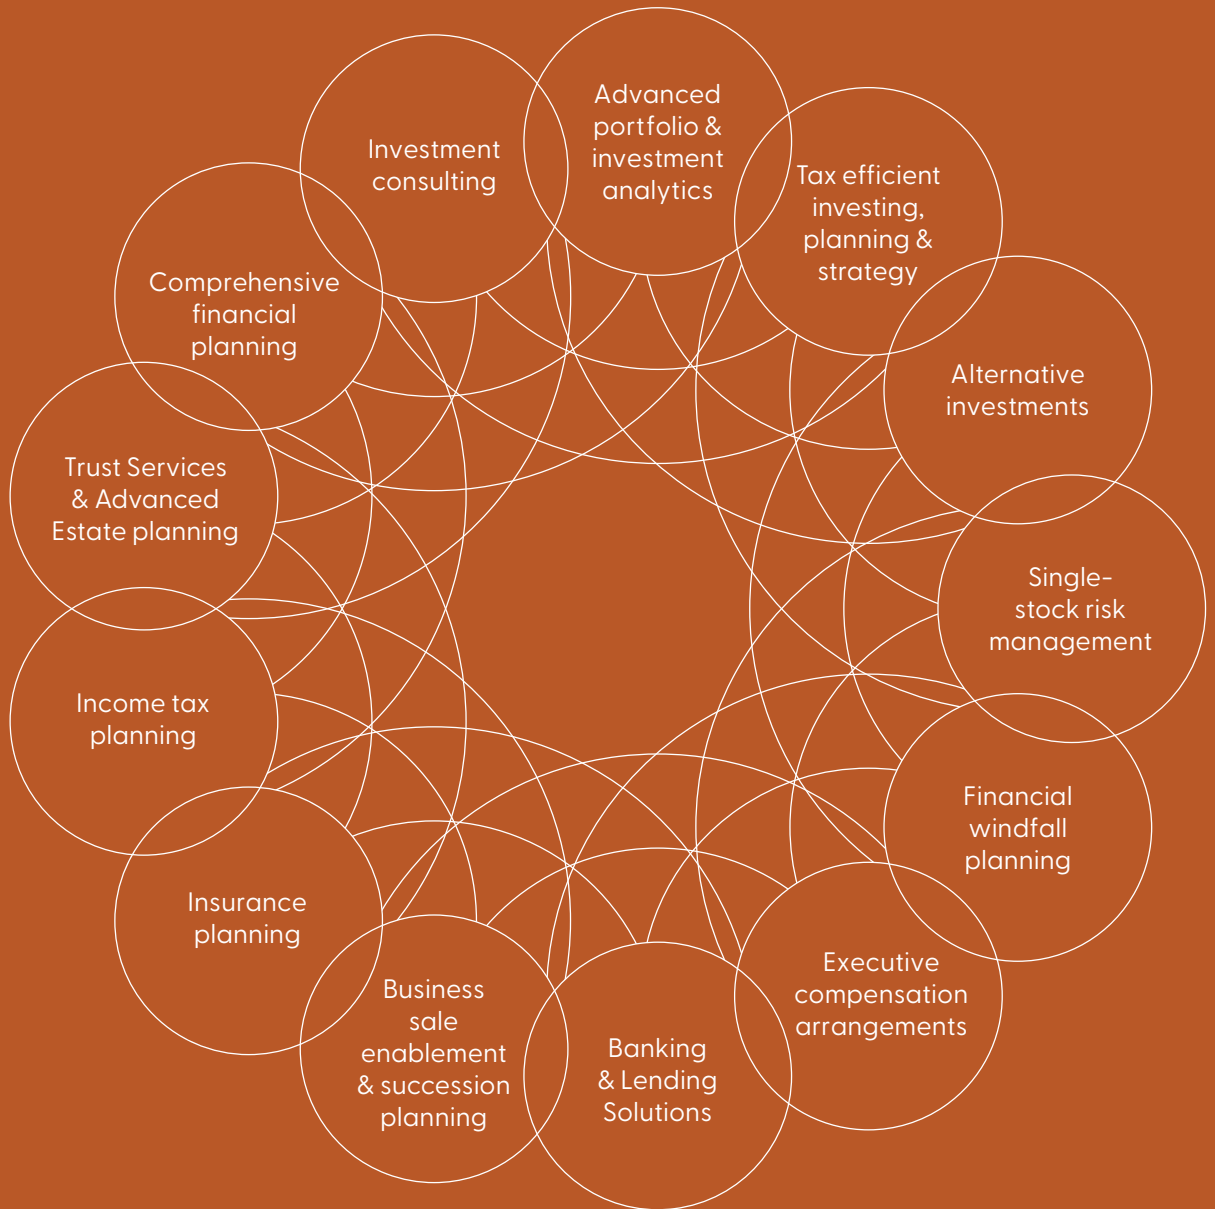 Advanced
portfolio &
investment
analytics
Tax efficient
investing,
planning &
strategy
Alternative
investments
Single-
stock risk
management
Financial
windfall
planning
Executive
compensation
arrangements
Banking
& Lending
Solutions
Business
sale
enablement
& succession
planning
Insurance
planning
Income tax
planning
Trust Services
& Advanced
Estate planning
Comprehensive
financial
planning
Investment
consulting